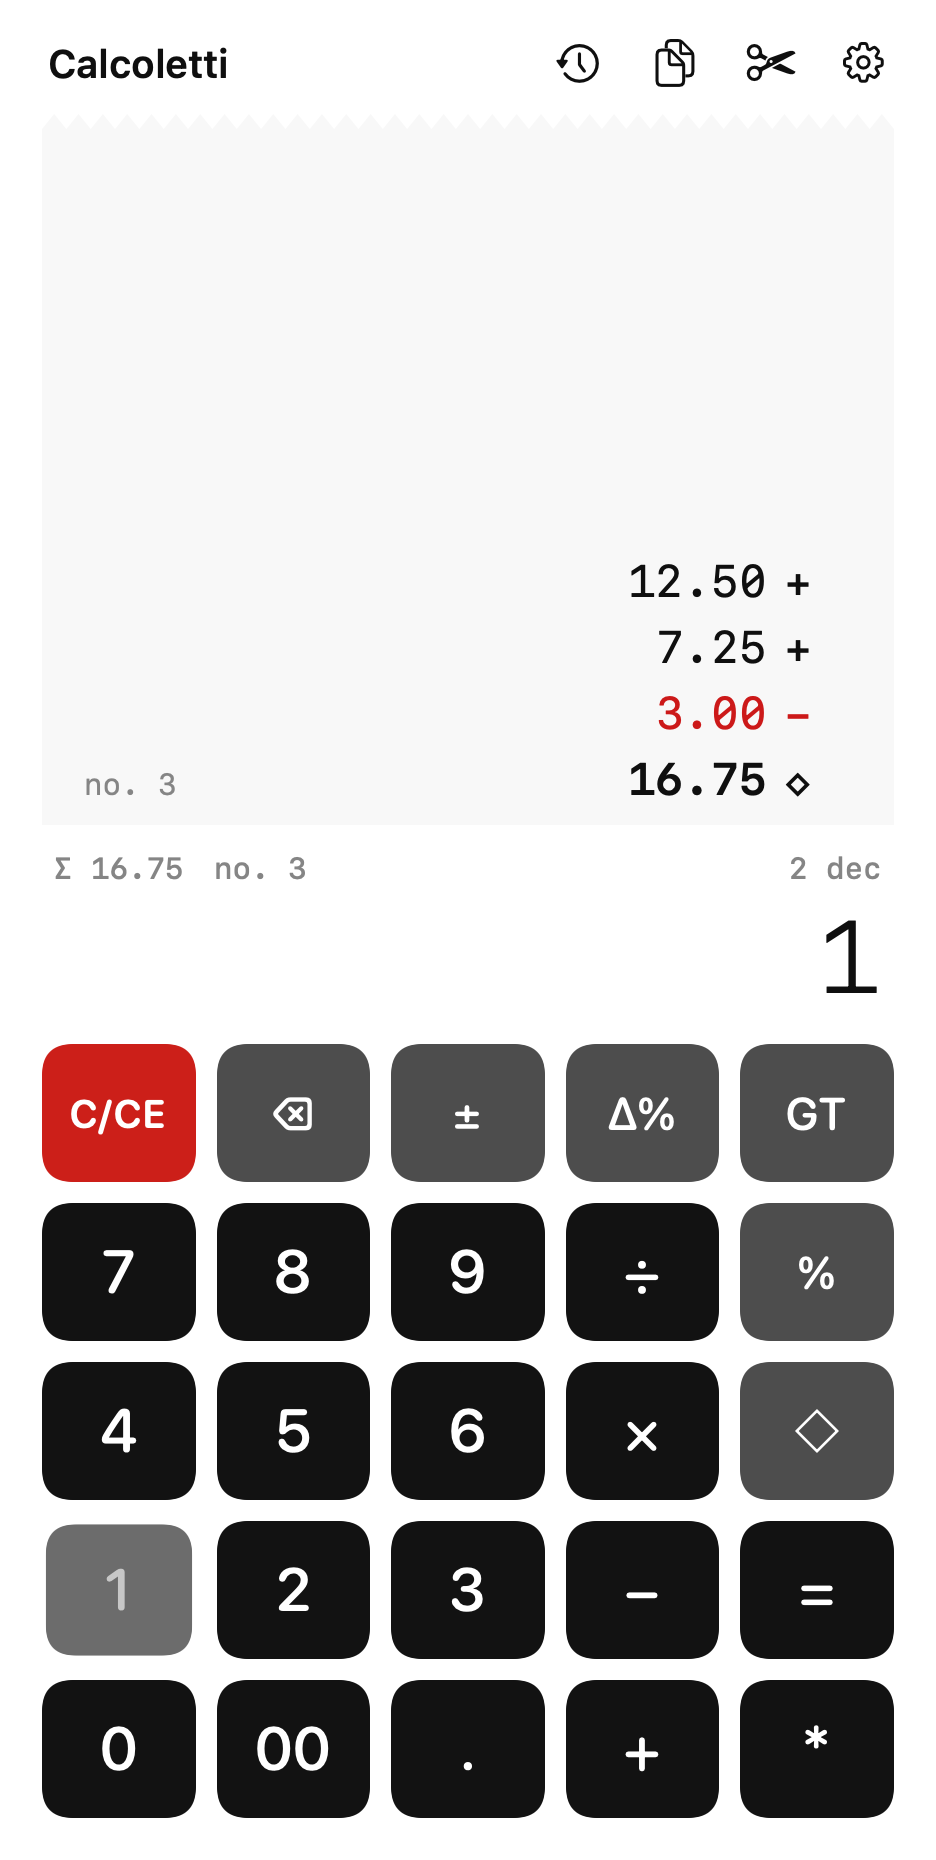 Calcoletti
12.50 +
7.25 +
3.00 −
no. 3 16.75 ◇
Σ 16.75 no. 3 2 dec
1
C/CE ± Δ% GT
7 8 9 ÷ %
4 5 6 × ◇
1 2 3 − =
0 00 . + *